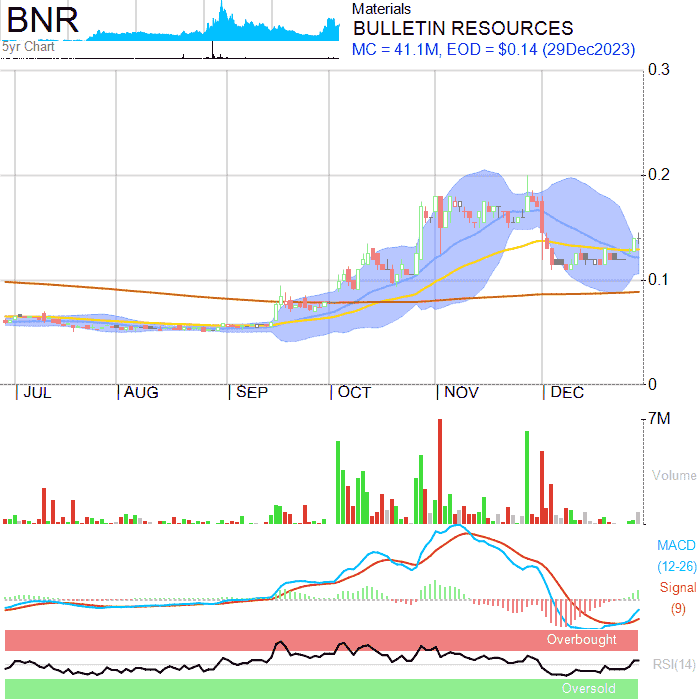 BNR
5yr Chart
Materials
BULLETIN RESOURCES
MC = 41.1M, EOD = $0.14 (29Dec2023)
0.3
0.2
0.1
0
JUL AUG SEP OCT NOV DEC
7M
Volume
MACD
(12-26)
Signal
(9)
Overbought
RSI(14)
Oversold